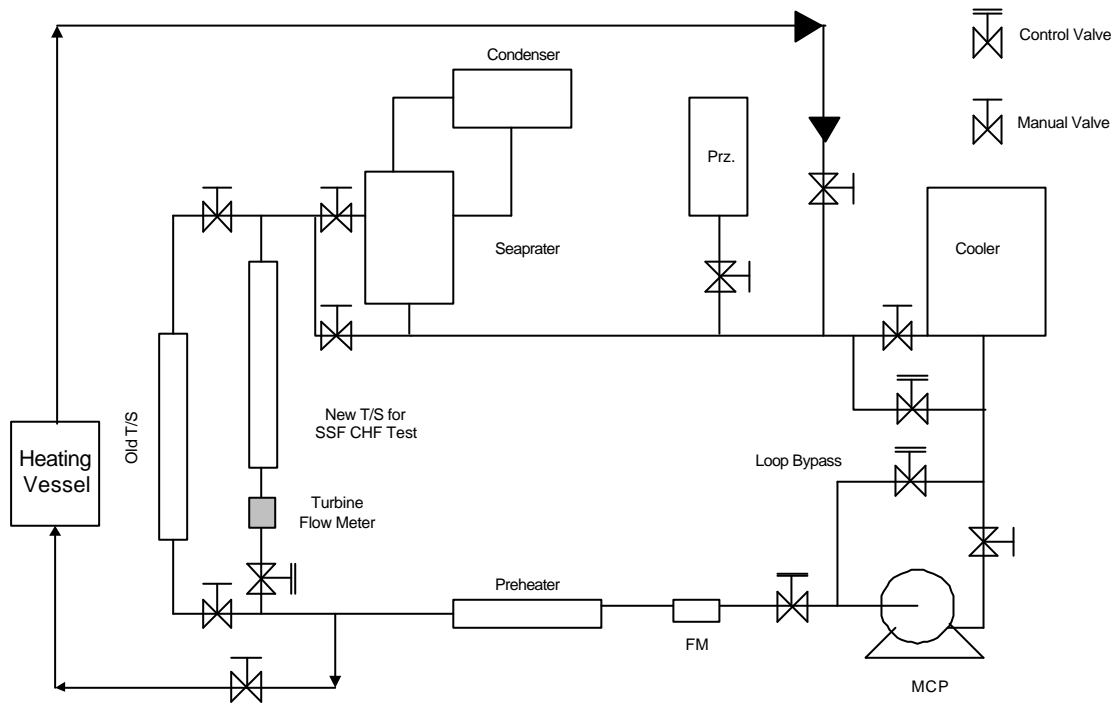 Control Valve
Condenser
Manual Valve
Prz.
Seaprater
Cooler
Old T/S
New T/S for
SSF CHF Test
Heating
Vessel
Loop Bypass
Turbine
Flow Meter
Preheater
FM
MCP